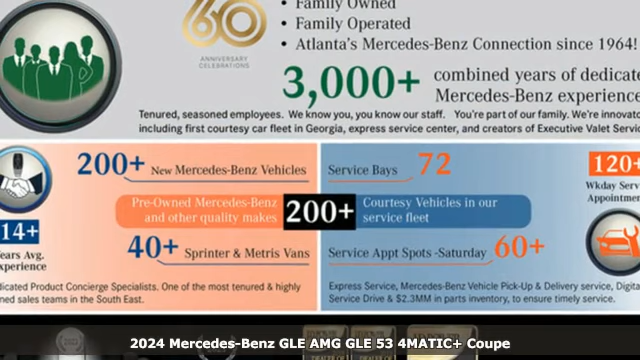 60
ANNIVERSARY
CELEBRATIONS
• Family Owned
• Family Operated
• Atlanta's Mercedes-Benz Connection since 1964!
3,000+ combined years of dedicate
Mercedes-Benz experience
Tenured, seasoned employees. We know you, you know our staff. You're part of our family. We're innovato
including first courtesy car fleet in Georgia, express service center, and creators of Executive Valet Servi
200+ New Mercedes-Benz Vehicles
Service Bays 72
120+
Wkday Serv
Appointmen
Pre-Owned Mercedes-Benz
and other quality makes
200+
Courtesy Vehicles in our
service fleet
14+
Years Avg.
xperience
40+ Sprinter & Metris Vans
Service Appt Spots -Saturday 60+
dicated Product Concierge Specialists. One of the most tenured & highly
ned sales teams in the South East.
Express Service, Mercedes-Benz Vehicle Pick-Up & Delivery service, Digita
Service Drive & $2.3MM in parts inventory, to ensure timely service.
2024 Mercedes-Benz GLE AMG GLE 53 4MATIC+ Coupe